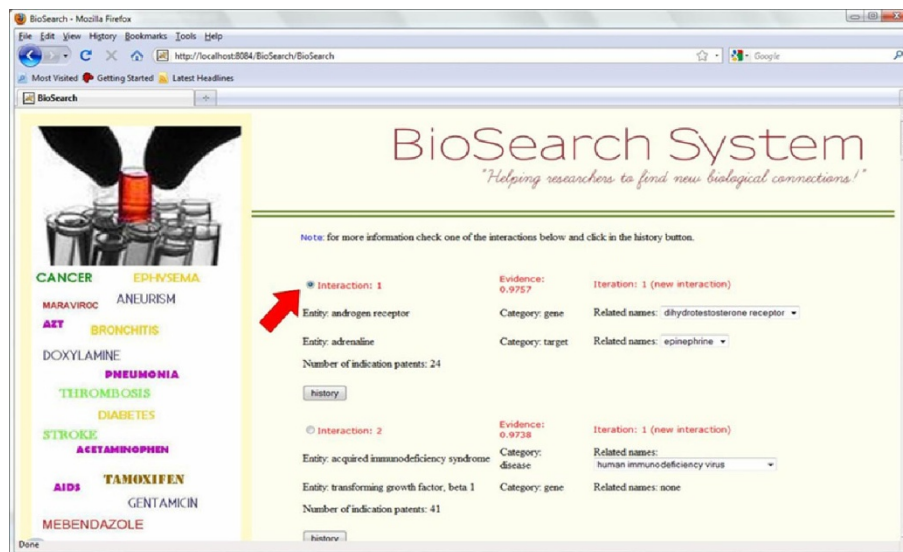 BioSearch - Mozilla Firefox
File Edit View History Bookmarks Tools Help
http://localhost:8084/BioSearch/BioSearch
Google
Most Visited Getting Started Latest Headlines
BioSearch
BioSearch System
"Helping researchers to find new biological connections!"
Note: for more information check one of the interactions below and click in the history button.
CANCER EPHYSEMA
MARAVIROC ANEURISM
AZT BRONCHITIS
DOXYLAMINE
PNEUMONIA
THROMBOSIS
DIABETES
STROKE
ACETAMINOPHEN
TAMOXIFEN
AIDS
GENTAMICIN
MEBENDAZOLE
Interaction: 1 Evidence: 0.9757 Iteration: 1 (new interaction)
Entity: androgen receptor Category: gene Related names: dihydrotestosterone receptor
Entity: adrenaline Category: target Related names: epinephrine
Number of indication patents: 24
history
Interaction: 2 Evidence: 0.9738 Iteration: 1 (new interaction)
Entity: acquired immunodeficiency syndrome Category: disease Related names: human immunodeficiency virus
Entity: transforming growth factor, beta 1 Category: gene Related names: none
Number of indication patents: 41
history
Done